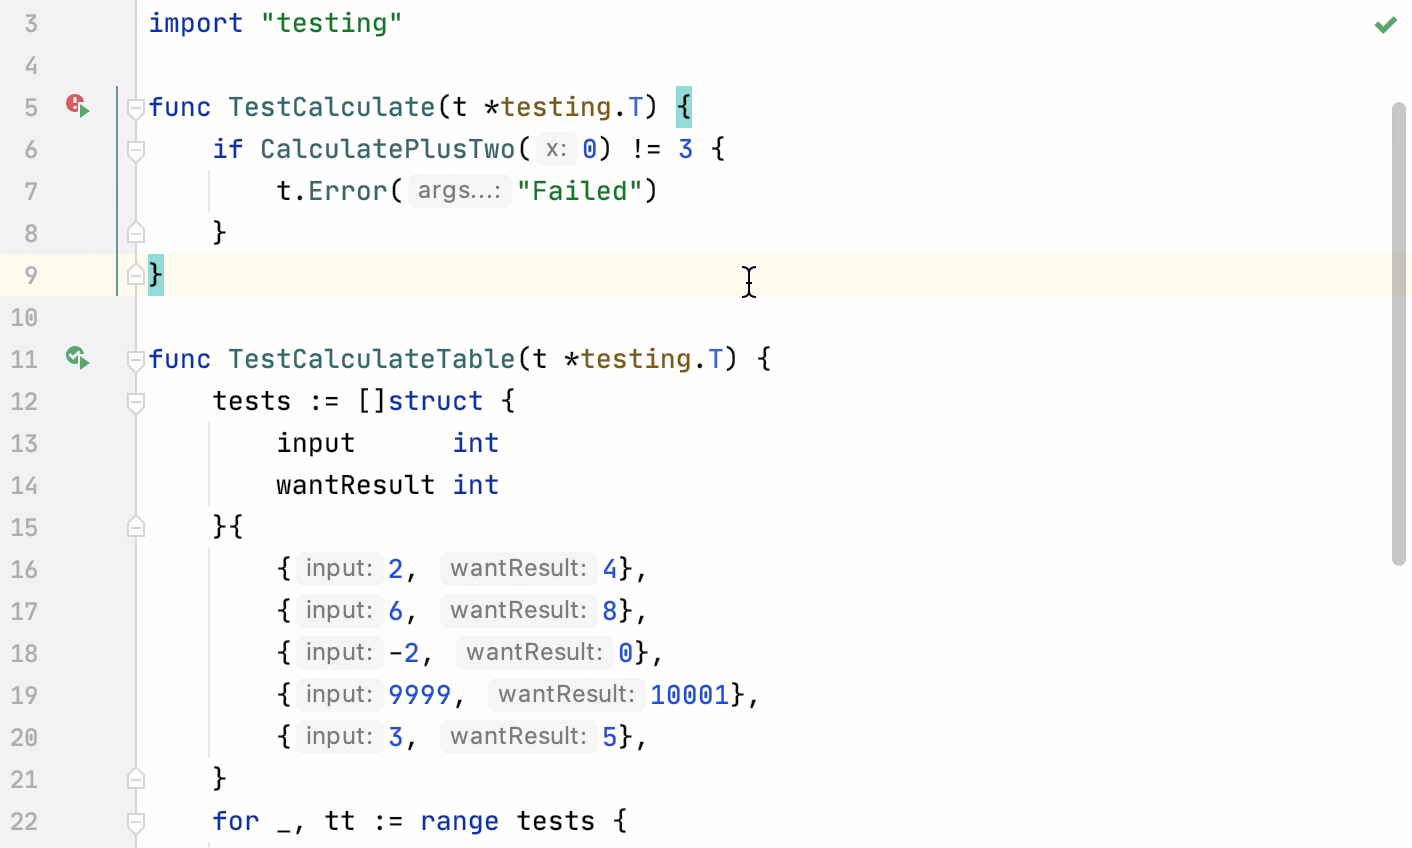 3 import "testing"
4
5 func TestCalculate(t *testing.T) {
6 if CalculatePlusTwo( x: 0) != 3 {
7 t.Error( args...: "Failed")
8 }
9 }
10
11 func TestCalculateTable(t *testing.T) {
12 tests := []struct {
13 input int
14 wantResult int
15 }{
16 { input: 2, wantResult: 4},
17 { input: 6, wantResult: 8},
18 { input: -2, wantResult: 0},
19 { input: 9999, wantResult: 10001},
20 { input: 3, wantResult: 5},
21 }
22 for _, tt := range tests {